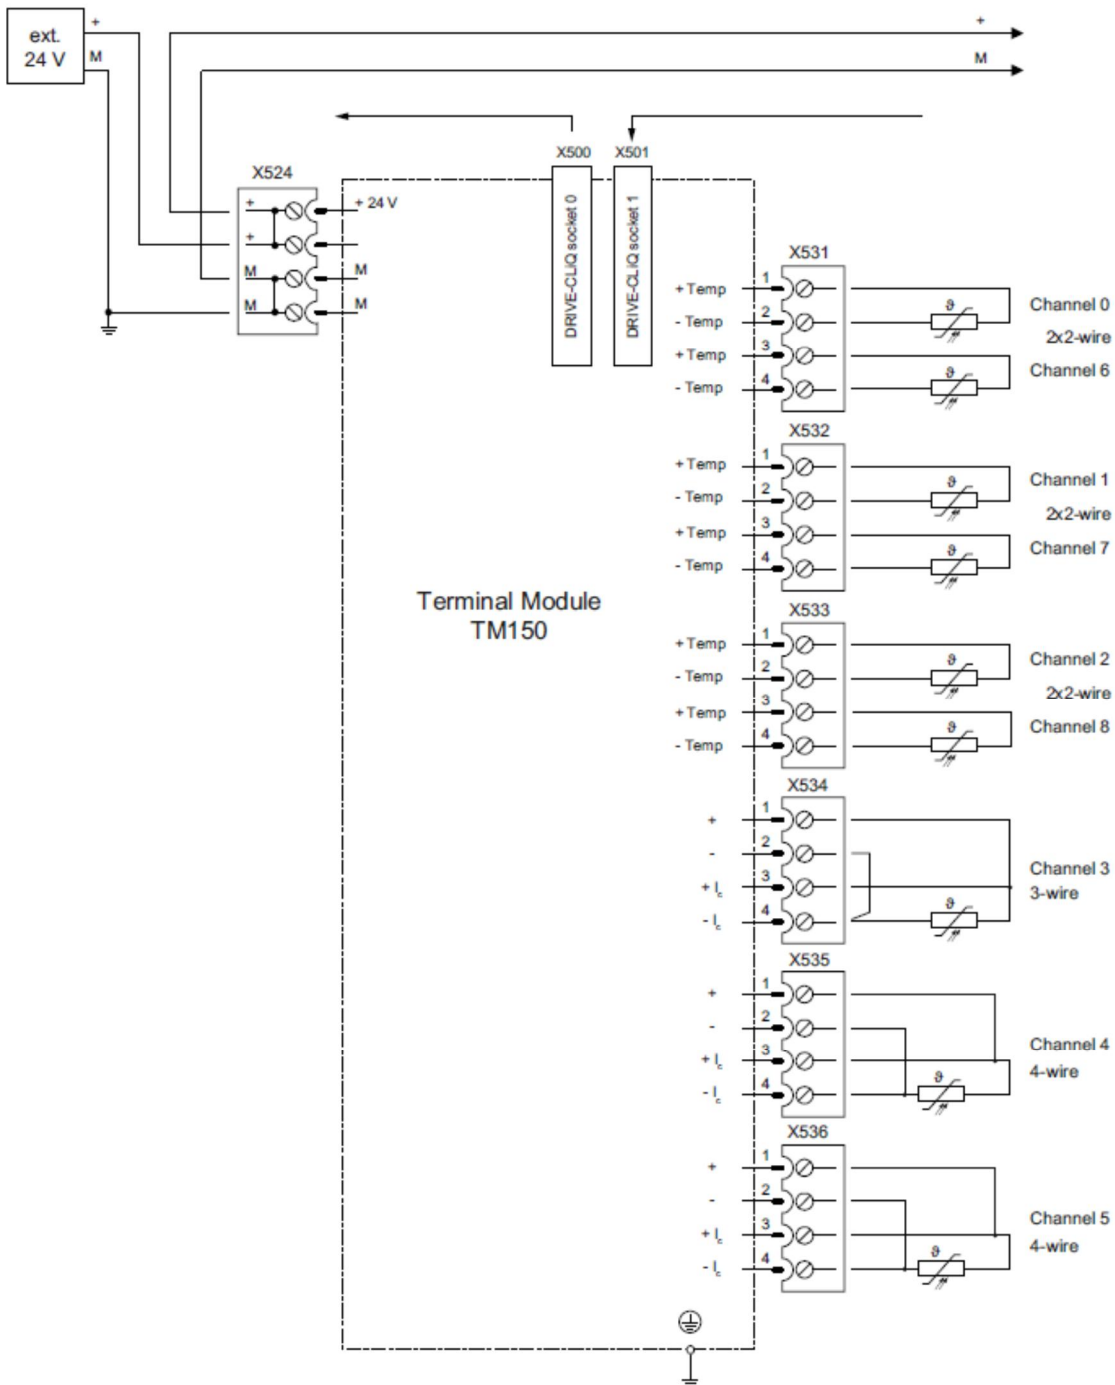 ext.
24 V
+
M
+
M
X500
X501
X524
DRIVE-CLiQ socket 0
DRIVE-CLiQ socket 1
+
+ 24 V
+
M
M
M
M
Terminal Module
TM150
X531
+ Temp 1
- Temp 2
+ Temp 3
- Temp 4
Channel 0
2x2-wire
Channel 6
X532
+ Temp 1
- Temp 2
+ Temp 3
- Temp 4
Channel 1
2x2-wire
Channel 7
X533
+ Temp 1
- Temp 2
+ Temp 3
- Temp 4
Channel 2
2x2-wire
Channel 8
X534
+ 1
- 2
+ Ic 3
- Ic 4
Channel 3
3-wire
X535
+ 1
- 2
+ Ic 3
- Ic 4
Channel 4
4-wire
X536
+ 1
- 2
+ Ic 3
- Ic 4
Channel 5
4-wire
ϑ
ϑ
ϑ
ϑ
ϑ
ϑ
ϑ
ϑ
ϑ